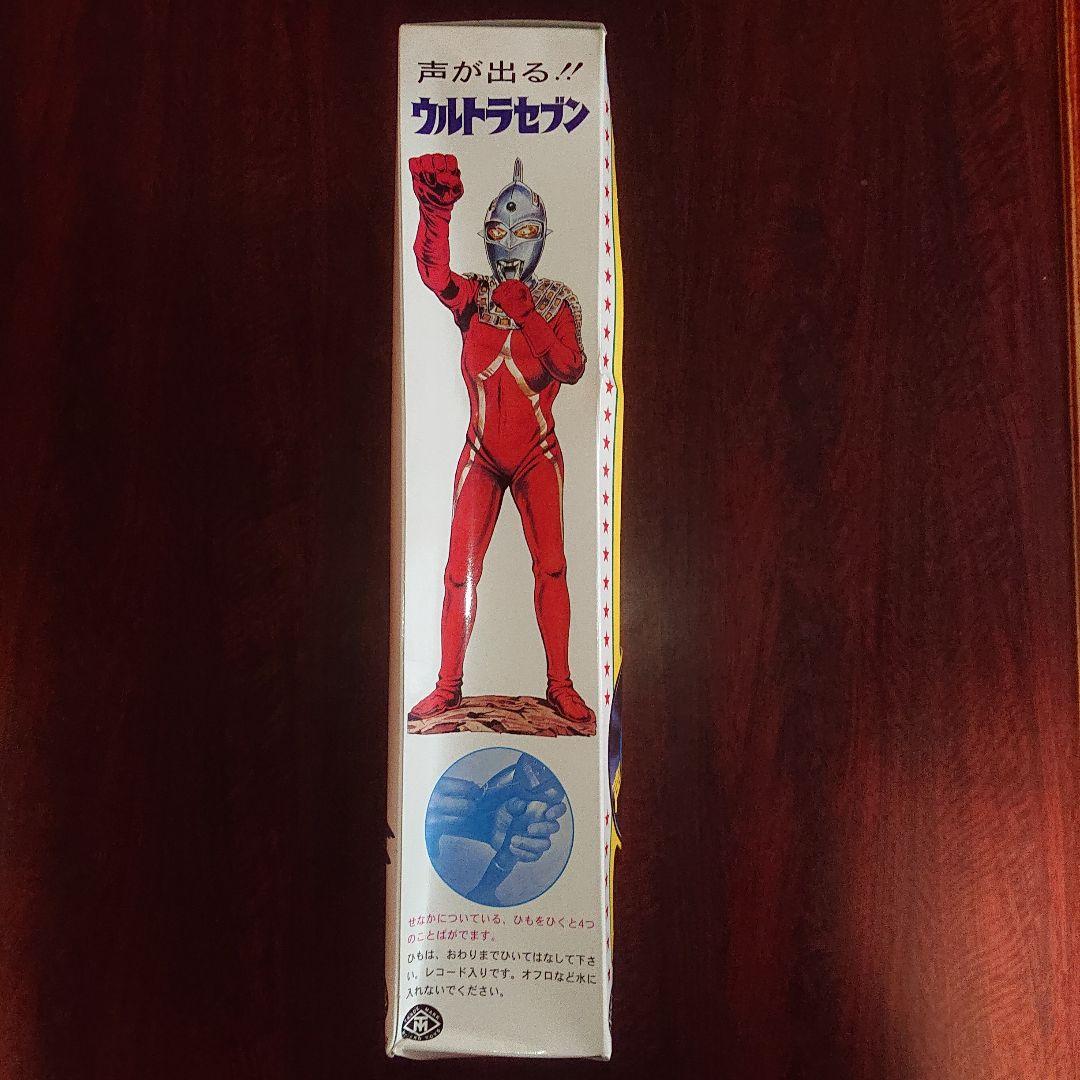 声が出る!!
ウルトラセブン
せなかについている、ひもをひくと4つ
のことばがでます。
ひもは、おわりまでひいてはなして下さ
い。レコード入りです。オフロなど水に
入れないでください。
TRADE MARK
TM